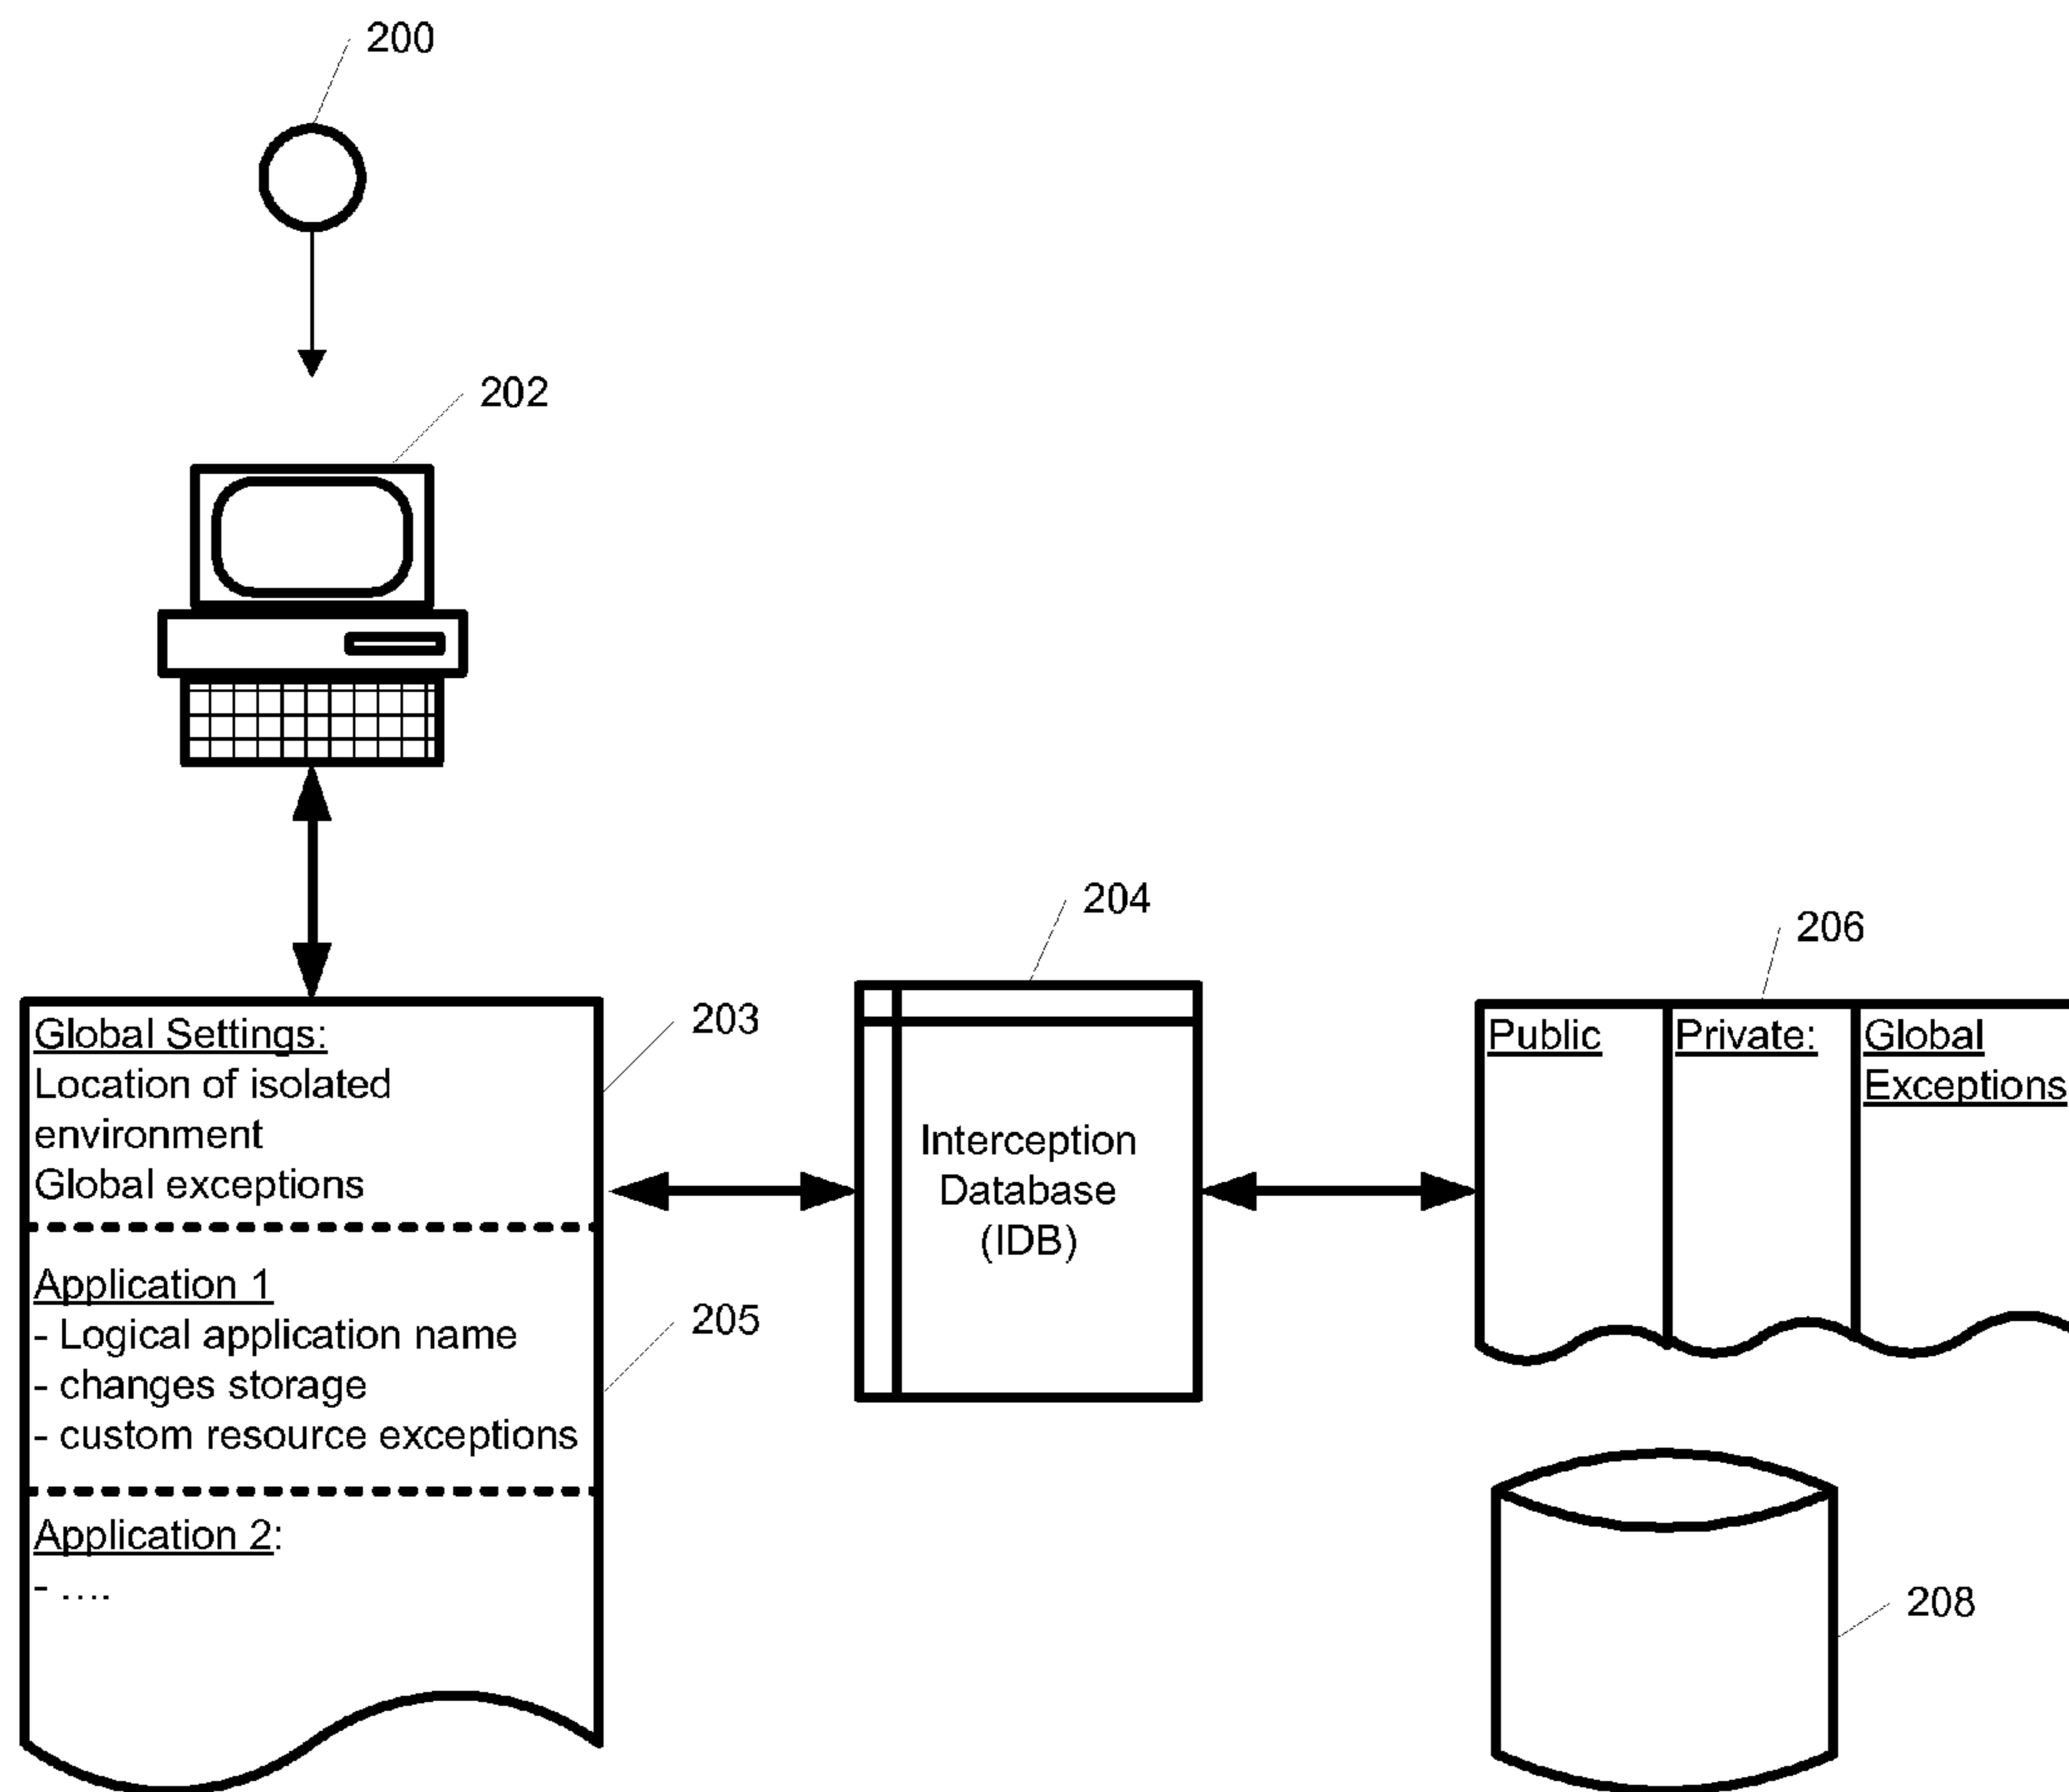 200
202
203
Global Settings:
Location of isolated
environment
Global exceptions
Application 1
- Logical application name
- changes storage
- custom resource exceptions
Application 2:
- ....
205
204
Interception
Database
(IDB)
206
Public
Private:
Global
Exceptions
208